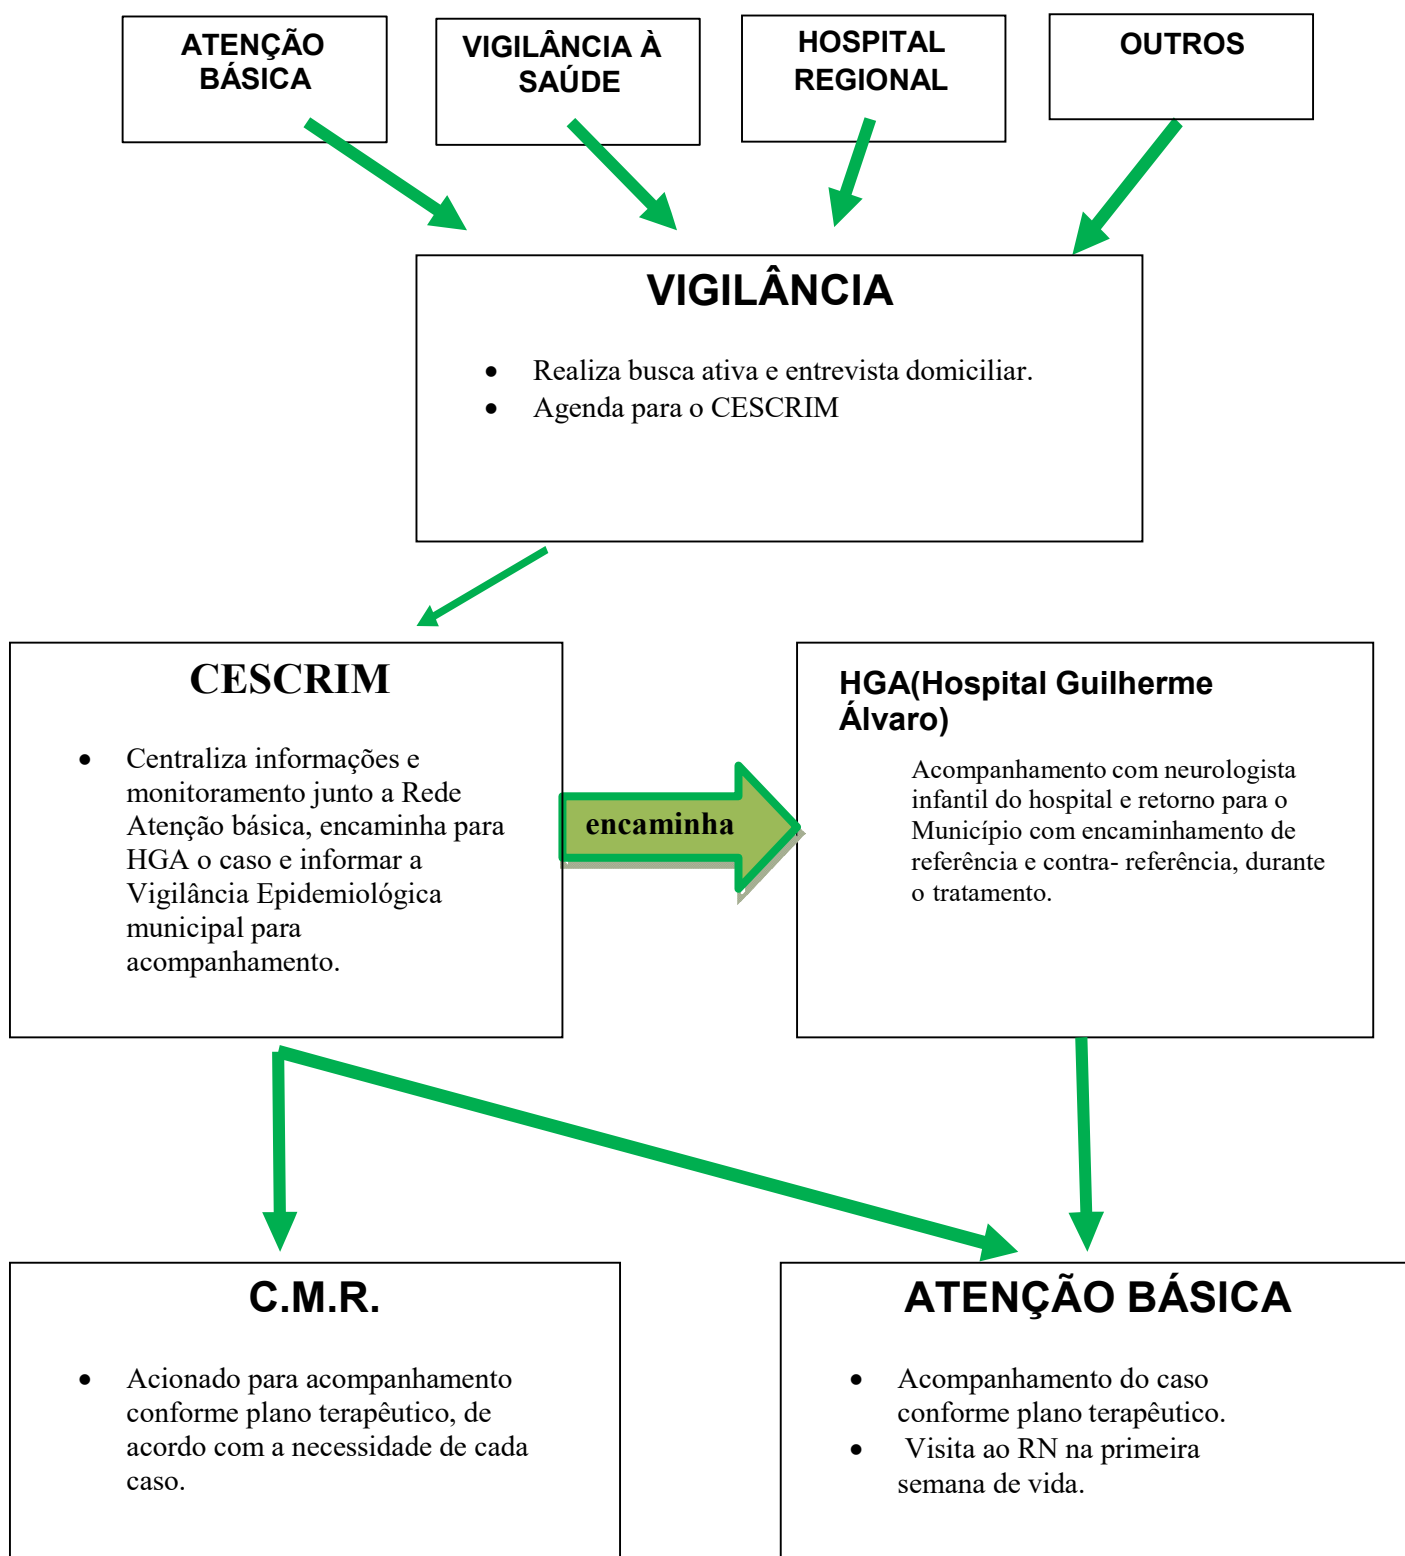 ATENÇÃO
BÁSICA
VIGILÂNCIA À
SAÚDE
HOSPITAL
REGIONAL
OUTROS
VIGILÂNCIA
• Realiza busca ativa e entrevista domiciliar.
• Agenda para o CESCRIM
CESCRIM
• Centraliza informações e
monitoramento junto a Rede
Atenção básica, encaminha para
HGA o caso e informar a
Vigilância Epidemiológica
municipal para
acompanhamento.
encaminha
HGA(Hospital Guilherme
Álvaro)
Acompanhamento com neurologista
infantil do hospital e retorno para o
Município com encaminhamento de
referência e contra- referência, durante
o tratamento.
C.M.R.
• Acionado para acompanhamento
conforme plano terapêutico, de
acordo com a necessidade de cada
caso.
ATENÇÃO BÁSICA
• Acompanhamento do caso
conforme plano terapêutico.
• Visita ao RN na primeira
semana de vida.